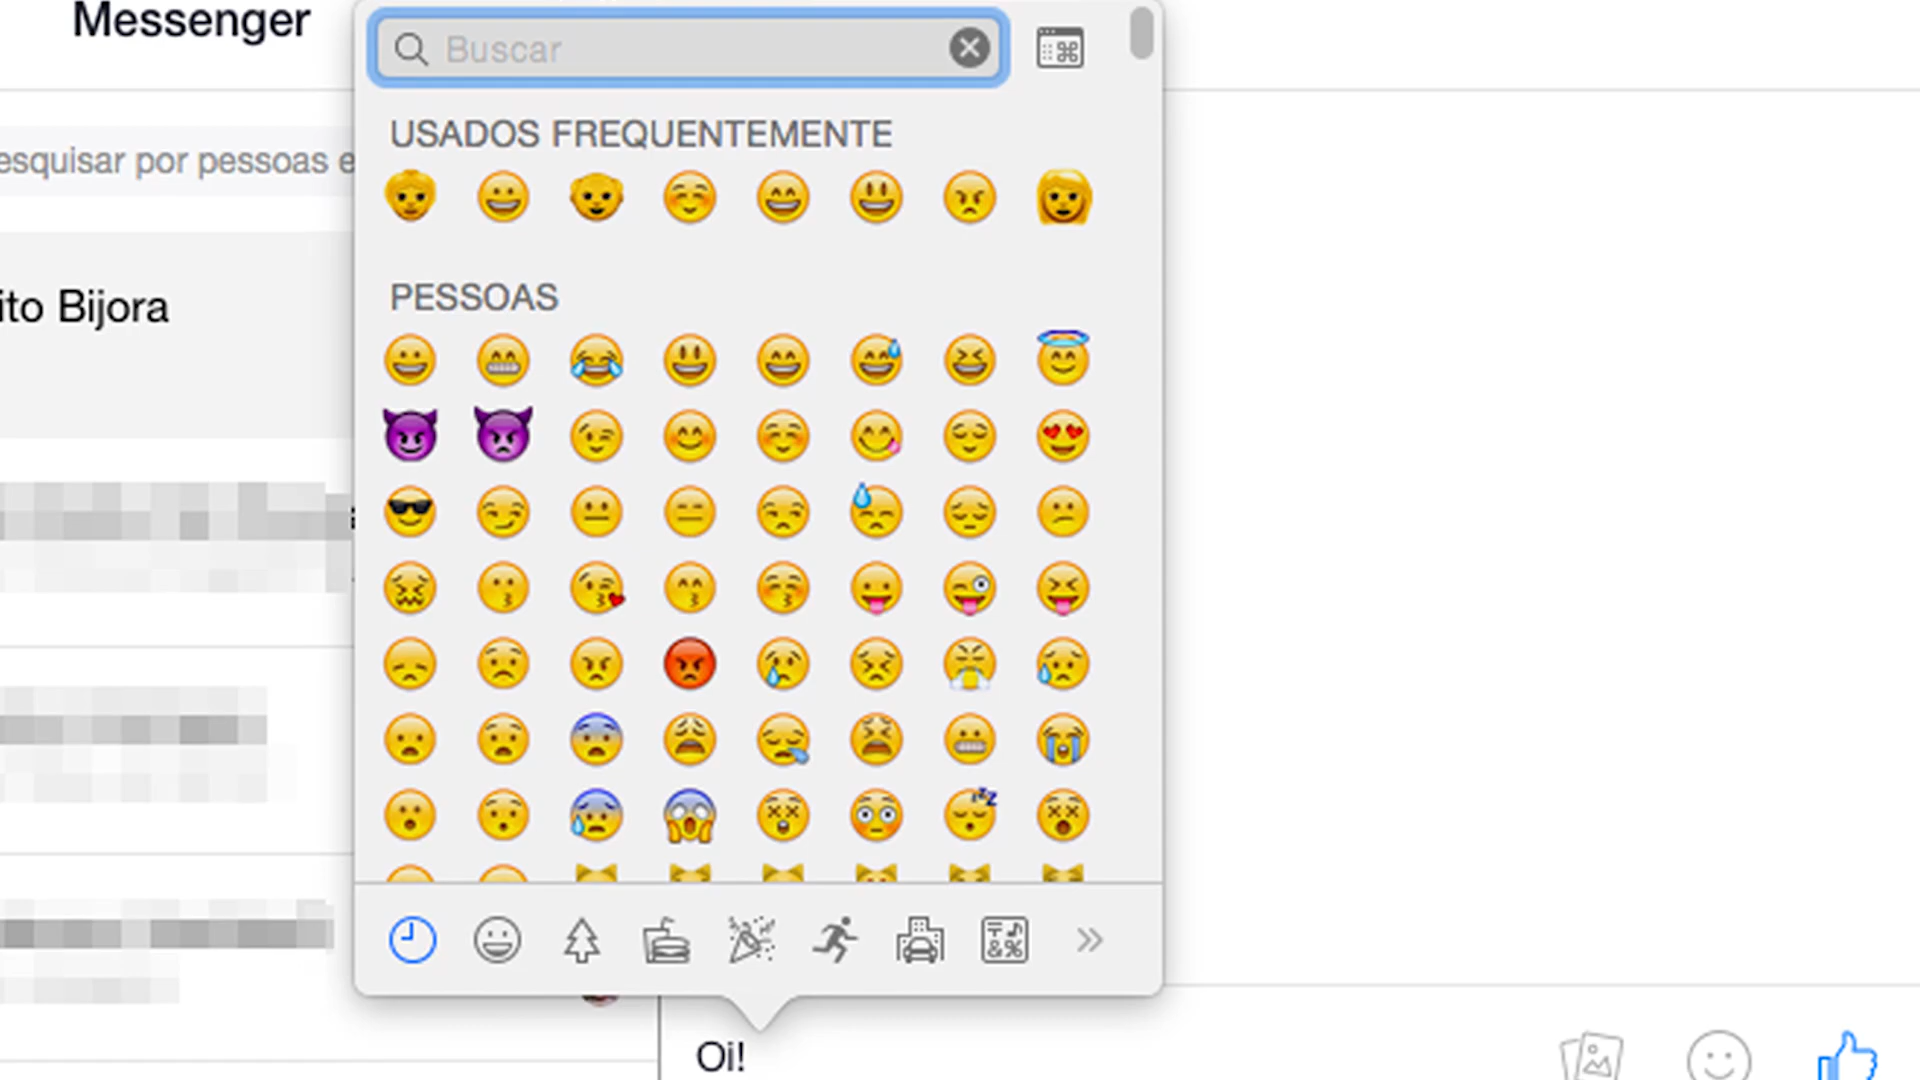 Messenger
Buscar
USADOS FREQUENTEMENTE
esquisar por pessoas e
PESSOAS
ito Bijora
Oi!